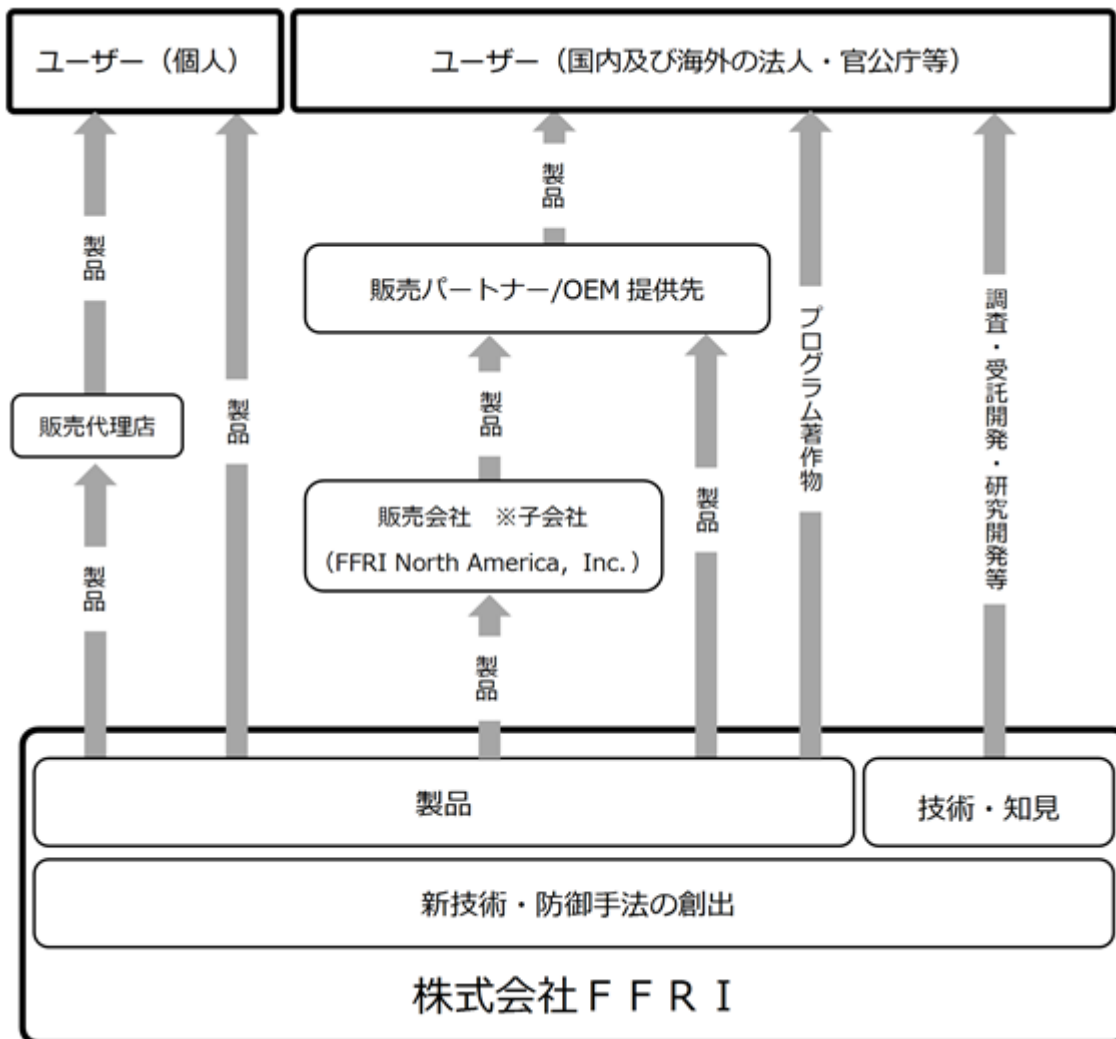 ユーザー（個人）
ユーザー（国内及び海外の法人・官公庁等）
製品
製品
販売パートナー/OEM 提供先
製品
製品
プログラム著作物
調査・受託開発・研究開発等
販売代理店
製品
製品
販売会社　※子会社
（FFRI North America, Inc.）
製品
製品
製品
技術・知見
新技術・防御手法の創出
株式会社ＦＦＲＩ